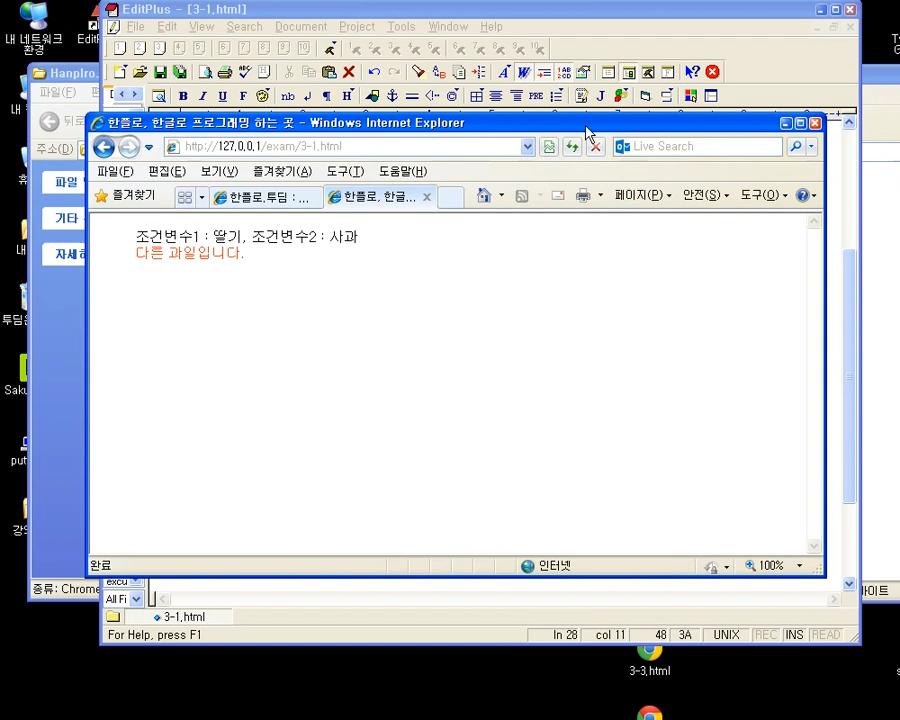 EditPlus - [3-1.html]
File Edit View Search Document Project Tools Window Help
내 네트워크 환경
B I U F nb H PRE J
파일(F)
뒤로
주소(D)
파일
기타
자세히
한플로, 한글로 프로그래밍 하는 곳 - Windows Internet Explorer
http://127.0.0.1/exam/3-1.html
Live Search
파일(F) 편집(E) 보기(V) 즐겨찾기(A) 도구(T) 도움말(H)
즐겨찾기
한플로,투딤 : ...
한플로, 한글...
페이지(P) 안전(S) 도구(O)
조건변수1 : 딸기, 조건변수2 : 사과
다른 과일입니다.
완료
인터넷
100%
종류: Chrome
All Fi
3-1.html
For Help, press F1
ln 28 col 11 48 3A UNIX REC INS READ
3-3.html